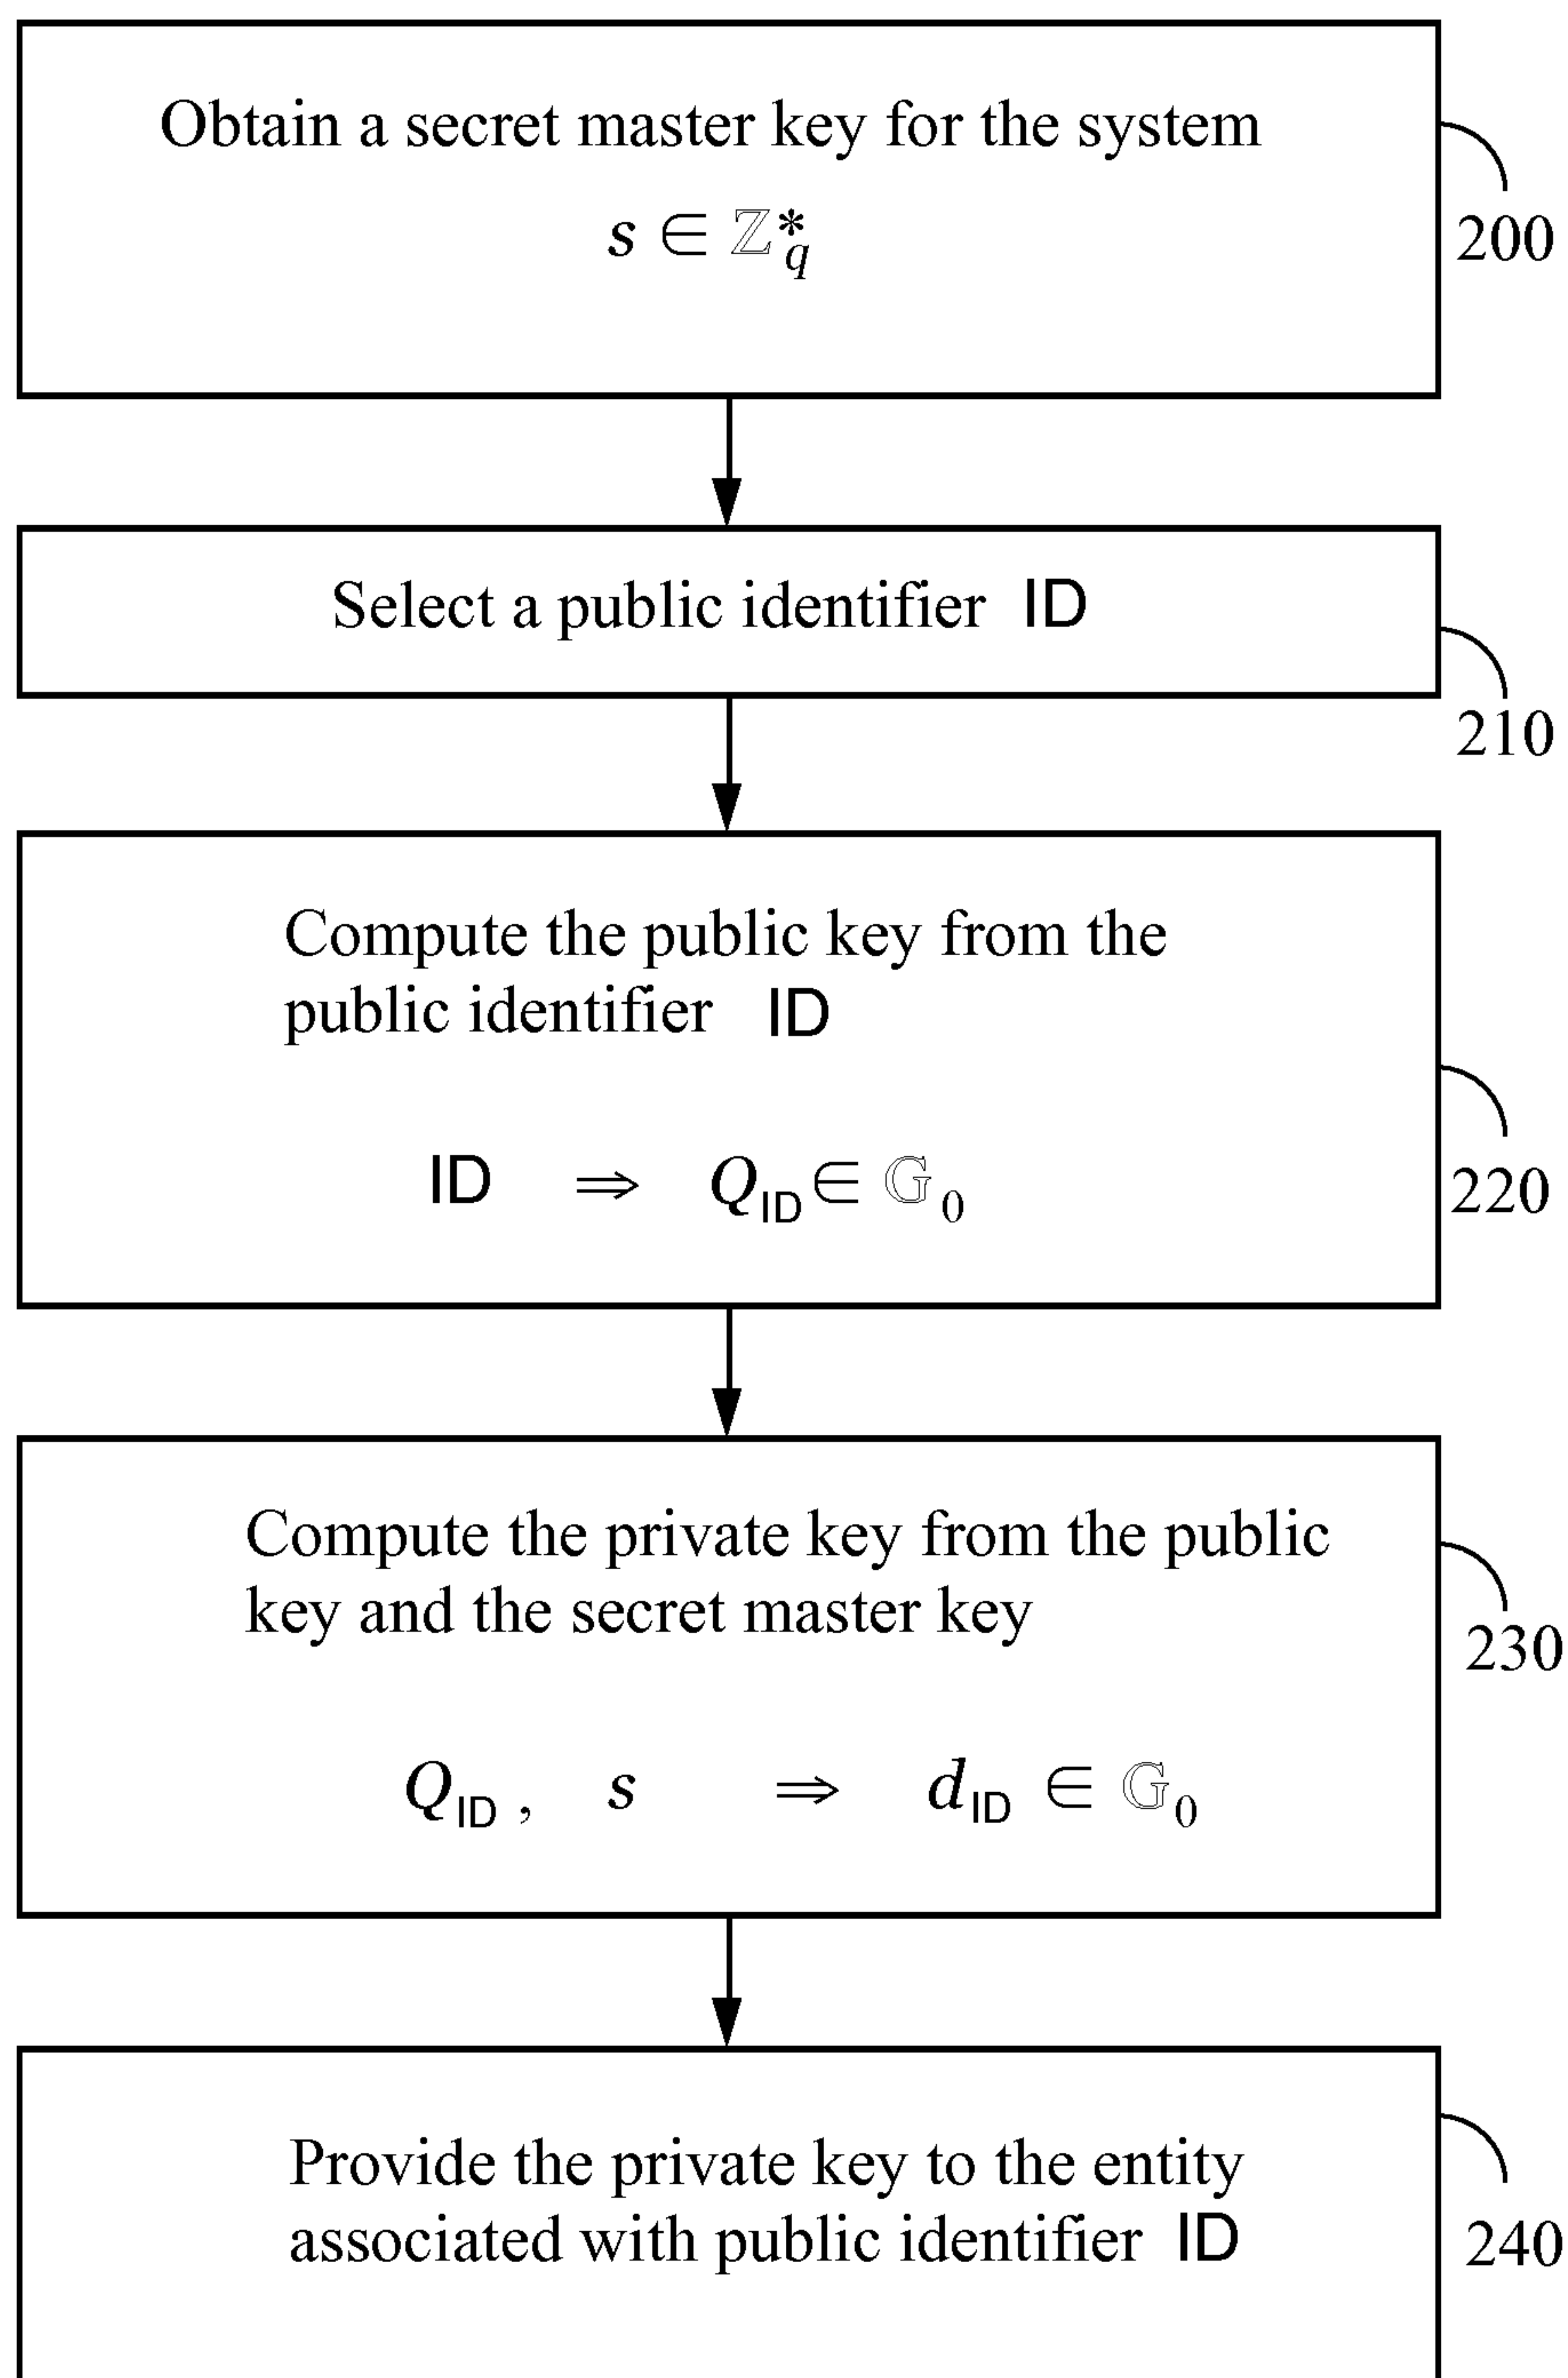 Obtain a secret master key for the system
s ∈ ℤ*q
200
Select a public identifier ID
210
Compute the public key from the
public identifier ID
ID ⇒ QID ∈ 𝔾0
220
Compute the private key from the public
key and the secret master key
QID , s ⇒ dID ∈ 𝔾0
230
Provide the private key to the entity
associated with public identifier ID
240